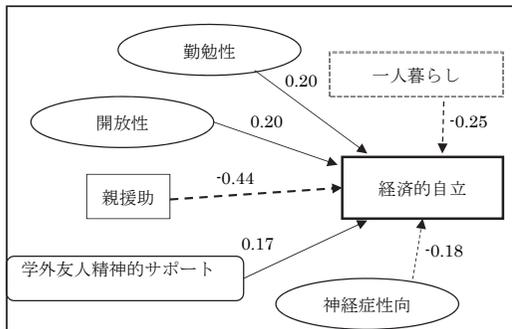 勤勉性
0.20
一人暮らし
-0.25
開放性
0.20
経済的自立
親援助
-0.44
学外友人精神的サポート
0.17
-0.18
神経症性向